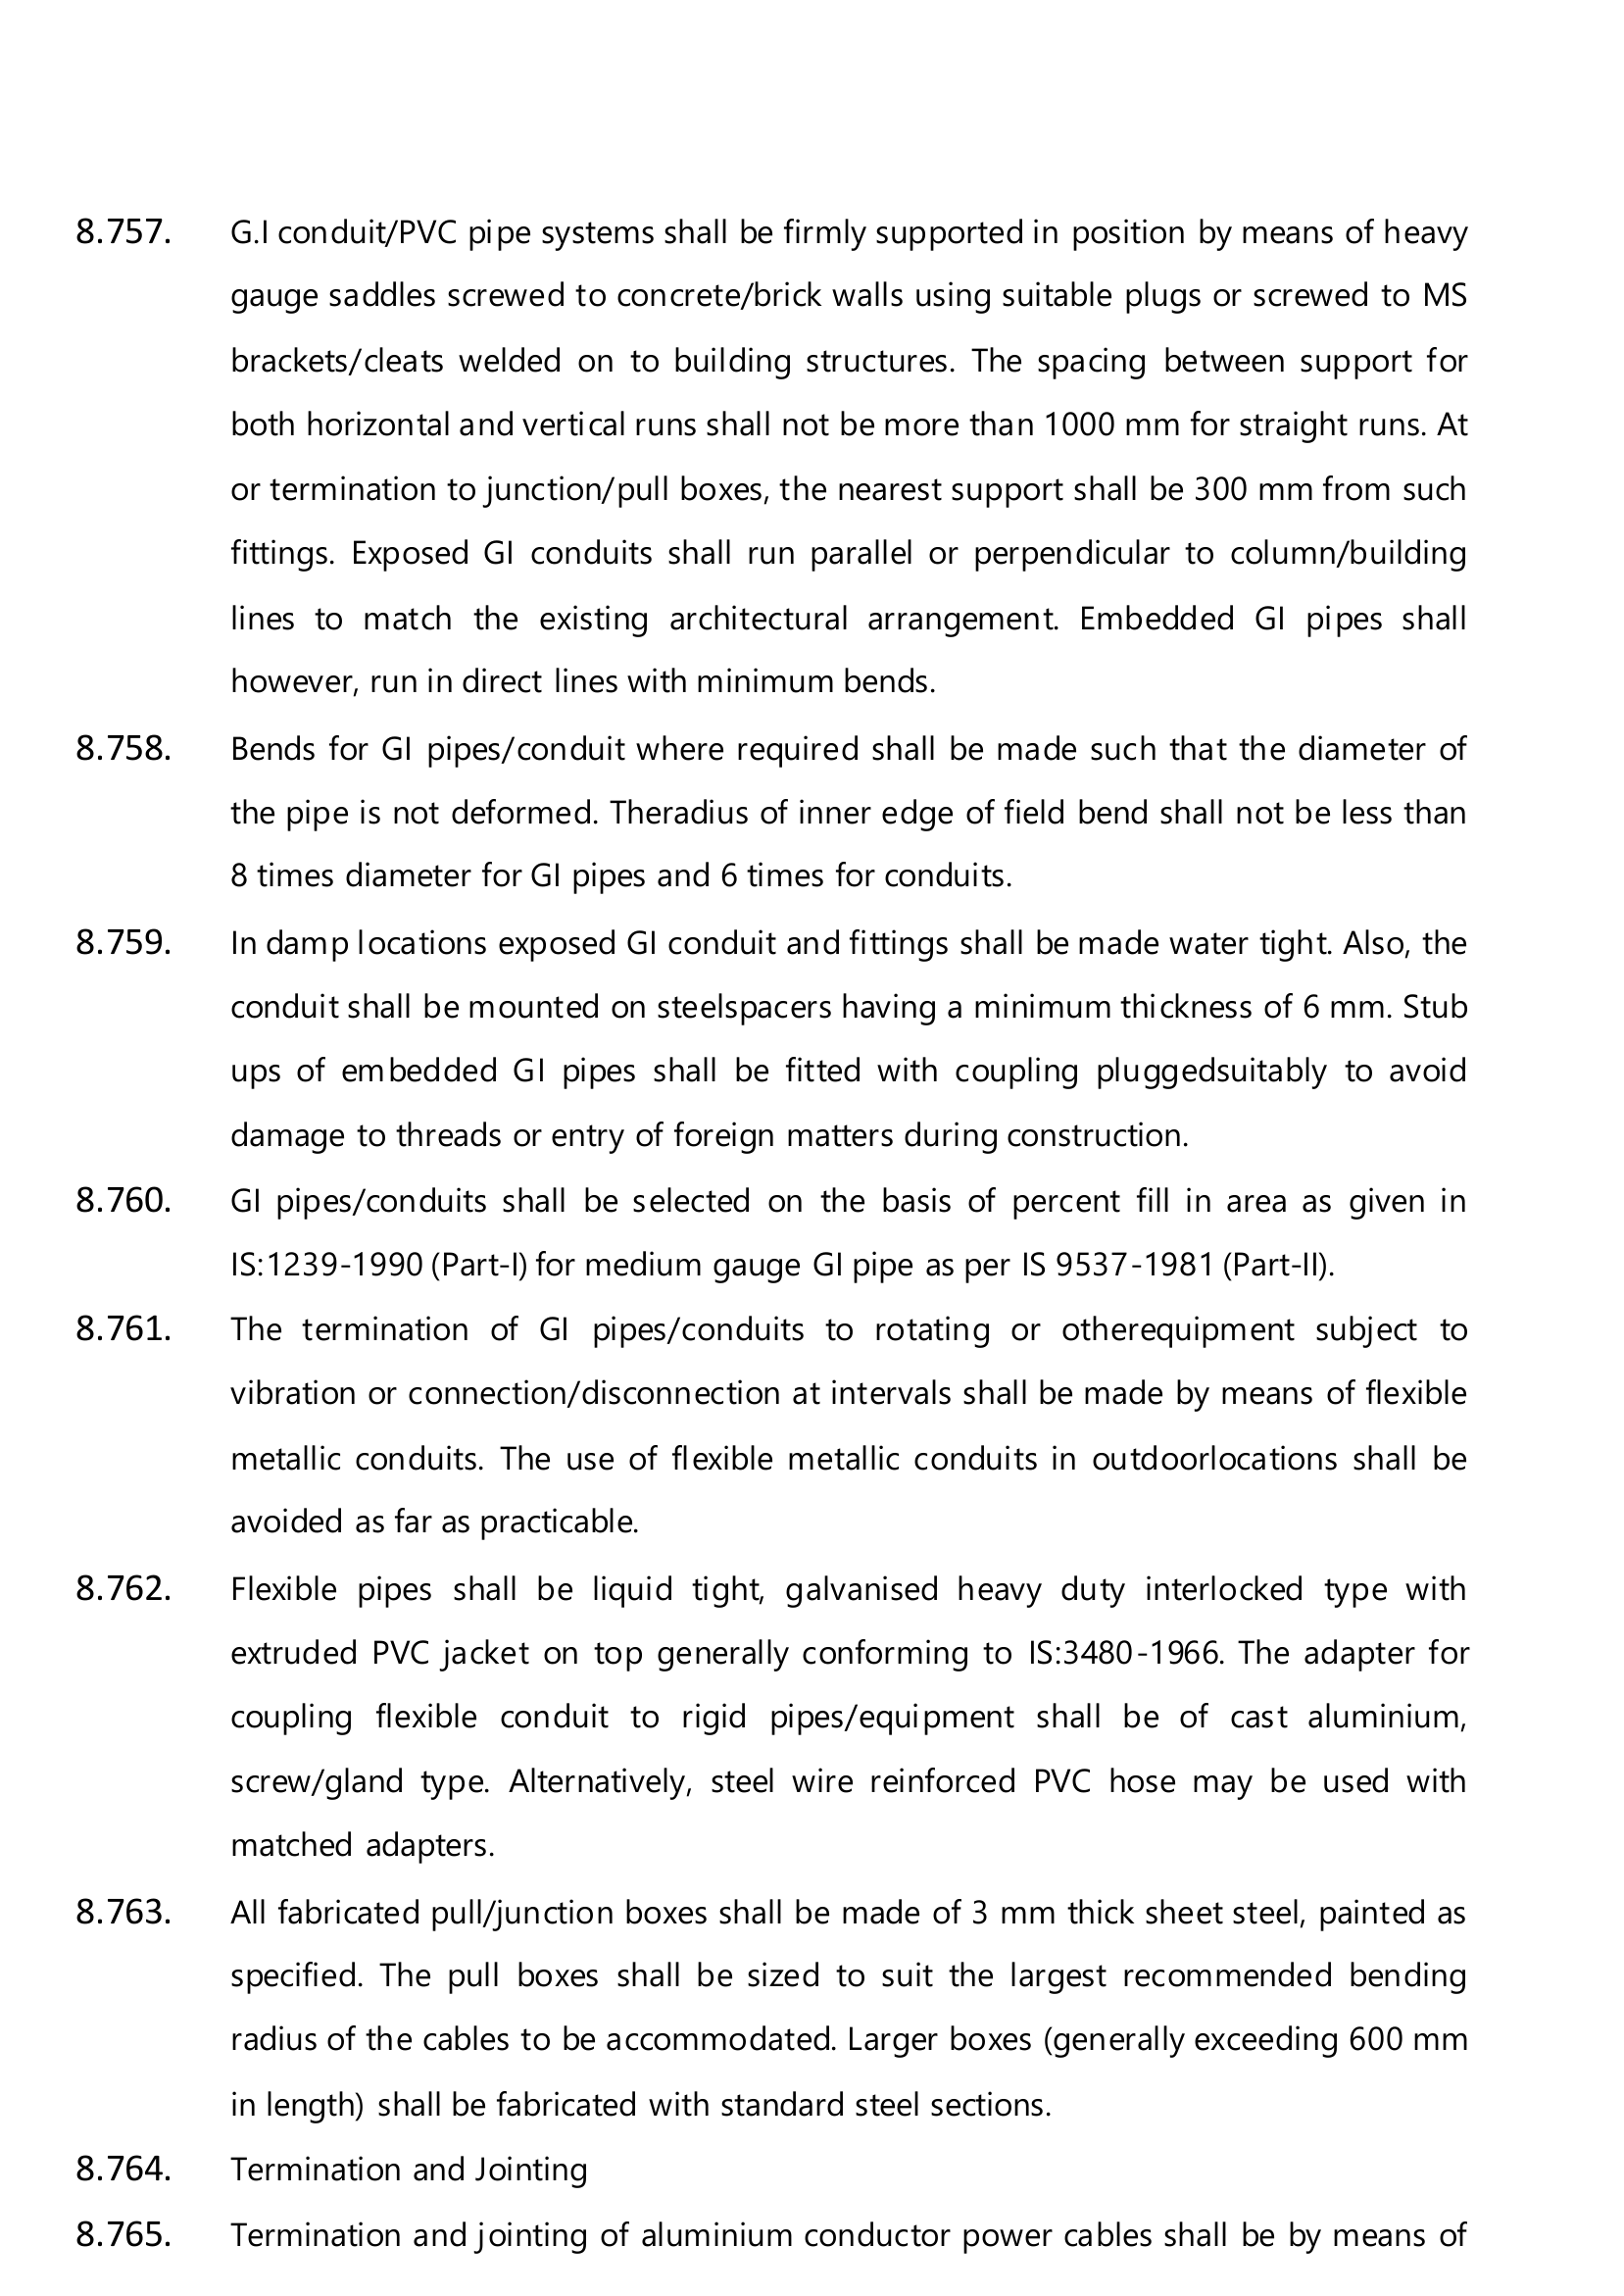 8.757. G.I conduit/PVC pipe systems shall be firmly supported in position by means of heavy
gauge saddles screwed to concrete/brick walls using suitable plugs or screwed to MS
brackets/cleats welded on to building structures. The spacing between support for
both horizontal and vertical runs shall not be more than 1000 mm for straight runs. At
or termination to junction/pull boxes, the nearest support shall be 300 mm from such
fittings. Exposed GI conduits shall run parallel or perpendicular to column/building
lines to match the existing architectural arrangement. Embedded GI pipes shall
however, run in direct lines with minimum bends.
8.758. Bends for GI pipes/conduit where required shall be made such that the diameter of
the pipe is not deformed. Theradius of inner edge of field bend shall not be less than
8 times diameter for GI pipes and 6 times for conduits.
8.759. In damp locations exposed GI conduit and fittings shall be made water tight. Also, the
conduit shall be mounted on steelspacers having a minimum thickness of 6 mm. Stub
ups of embedded GI pipes shall be fitted with coupling pluggedsuitably to avoid
damage to threads or entry of foreign matters during construction.
8.760. GI pipes/conduits shall be selected on the basis of percent fill in area as given in
IS:1239-1990 (Part-I) for medium gauge GI pipe as per IS 9537-1981 (Part-II).
8.761. The termination of GI pipes/conduits to rotating or otherequipment subject to
vibration or connection/disconnection at intervals shall be made by means of flexible
metallic conduits. The use of flexible metallic conduits in outdoorlocations shall be
avoided as far as practicable.
8.762. Flexible pipes shall be liquid tight, galvanised heavy duty interlocked type with
extruded PVC jacket on top generally conforming to IS:3480-1966. The adapter for
coupling flexible conduit to rigid pipes/equipment shall be of cast aluminium,
screw/gland type. Alternatively, steel wire reinforced PVC hose may be used with
matched adapters.
8.763. All fabricated pull/junction boxes shall be made of 3 mm thick sheet steel, painted as
specified. The pull boxes shall be sized to suit the largest recommended bending
radius of the cables to be accommodated. Larger boxes (generally exceeding 600 mm
in length) shall be fabricated with standard steel sections.
8.764. Termination and Jointing
8.765. Termination and jointing of aluminium conductor power cables shall be by means of